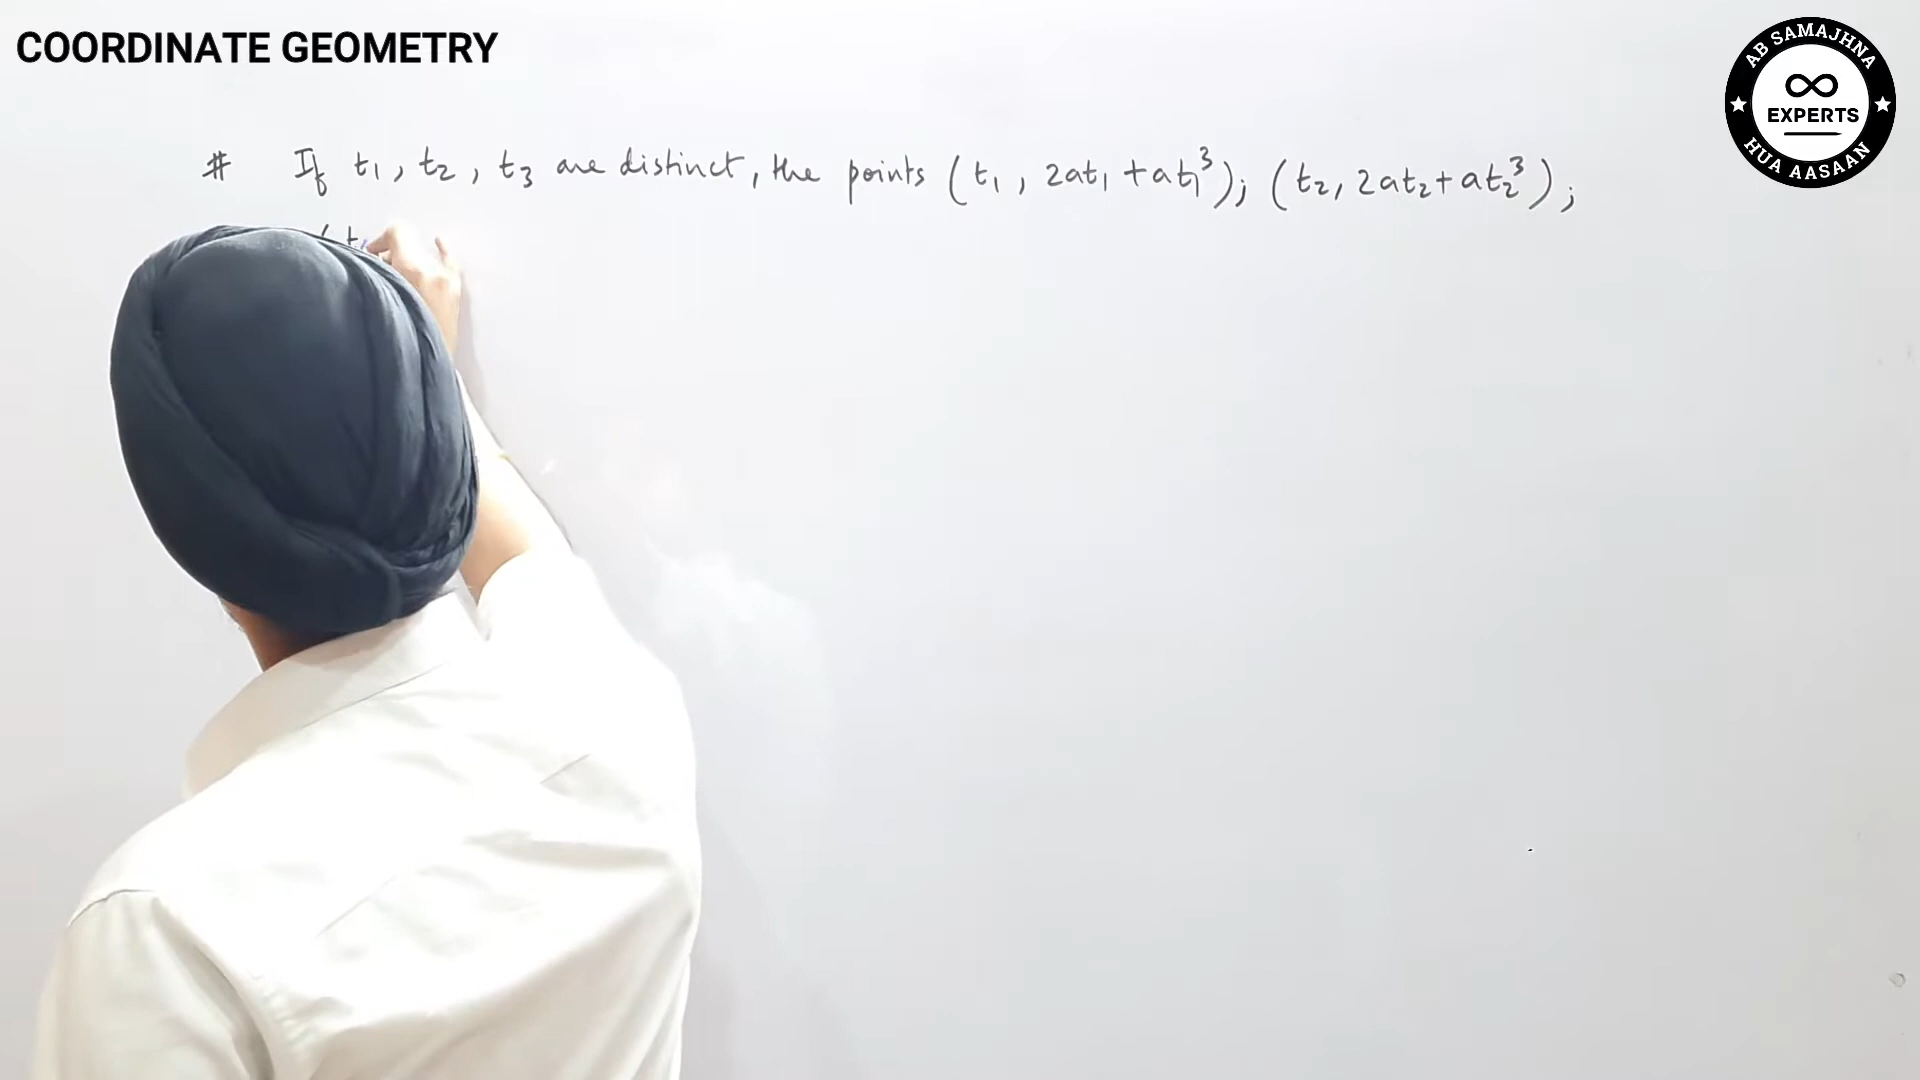 COORDINATE GEOMETRY
AB SAMAJHNA
∞
EXPERTS
HUA AASAAN
# If t₁, t₂, t₃ are distinct, the points (t₁, 2at₁ + at₁³); (t₂, 2at₂ + at₂³);
(t